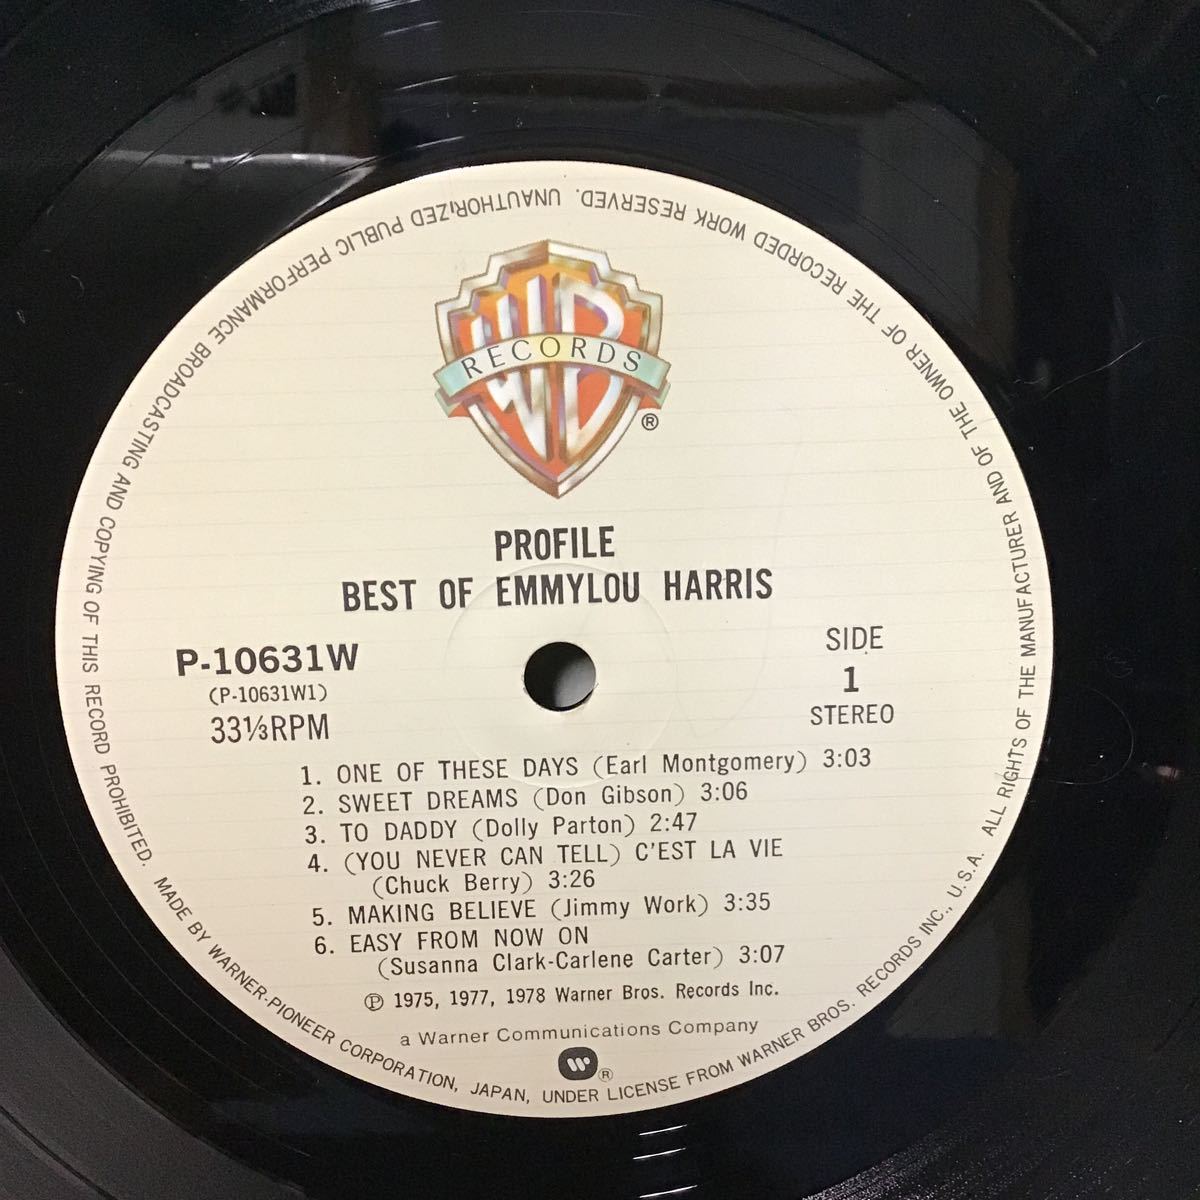 WB
RECORDS
®
PROFILE
BEST OF EMMYLOU HARRIS
P-10631W
(P-10631W1)
33⅓RPM
SIDE
1
STEREO
1. ONE OF THESE DAYS (Earl Montgomery) 3:03
2. SWEET DREAMS (Don Gibson) 3:06
3. TO DADDY (Dolly Parton) 2:47
4. (YOU NEVER CAN TELL) C'EST LA VIE
(Chuck Berry) 3:26
5. MAKING BELIEVE (Jimmy Work) 3:35
6. EASY FROM NOW ON
(Susanna Clark-Carlene Carter) 3:07
Ⓟ 1975, 1977, 1978 Warner Bros. Records Inc.
a Warner Communications Company
W ®
MADE BY WARNER-PIONEER CORPORATION, JAPAN, UNDER LICENSE FROM WARNER BROS. RECORDS INC., U.S.A. ALL RIGHTS OF THE MANUFACTURER AND OF THE OWNER OF THE RECORDED WORK RESERVED. UNAUTHORIZED PUBLIC PERFORMANCE BROADCASTING AND COPYING OF THIS RECORD PROHIBITED.